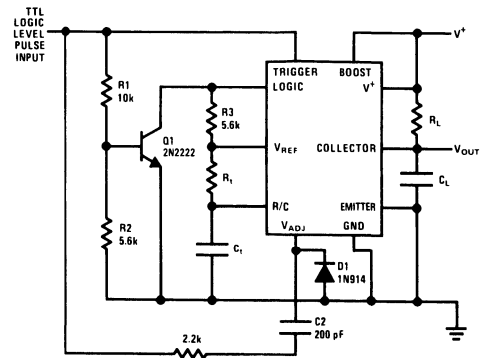 TTL
LOGIC
LEVEL
PULSE
INPUT
R1
10k
Q1
2N2222
R2
5.6k
R3
5.6k
Rt
Ct
TRIGGER
BOOST
LOGIC
V+
VREF
COLLECTOR
R/C
EMITTER
VADJ
GND
V+
RL
VOUT
CL
D1
1N914
C2
200 pF
2.2k